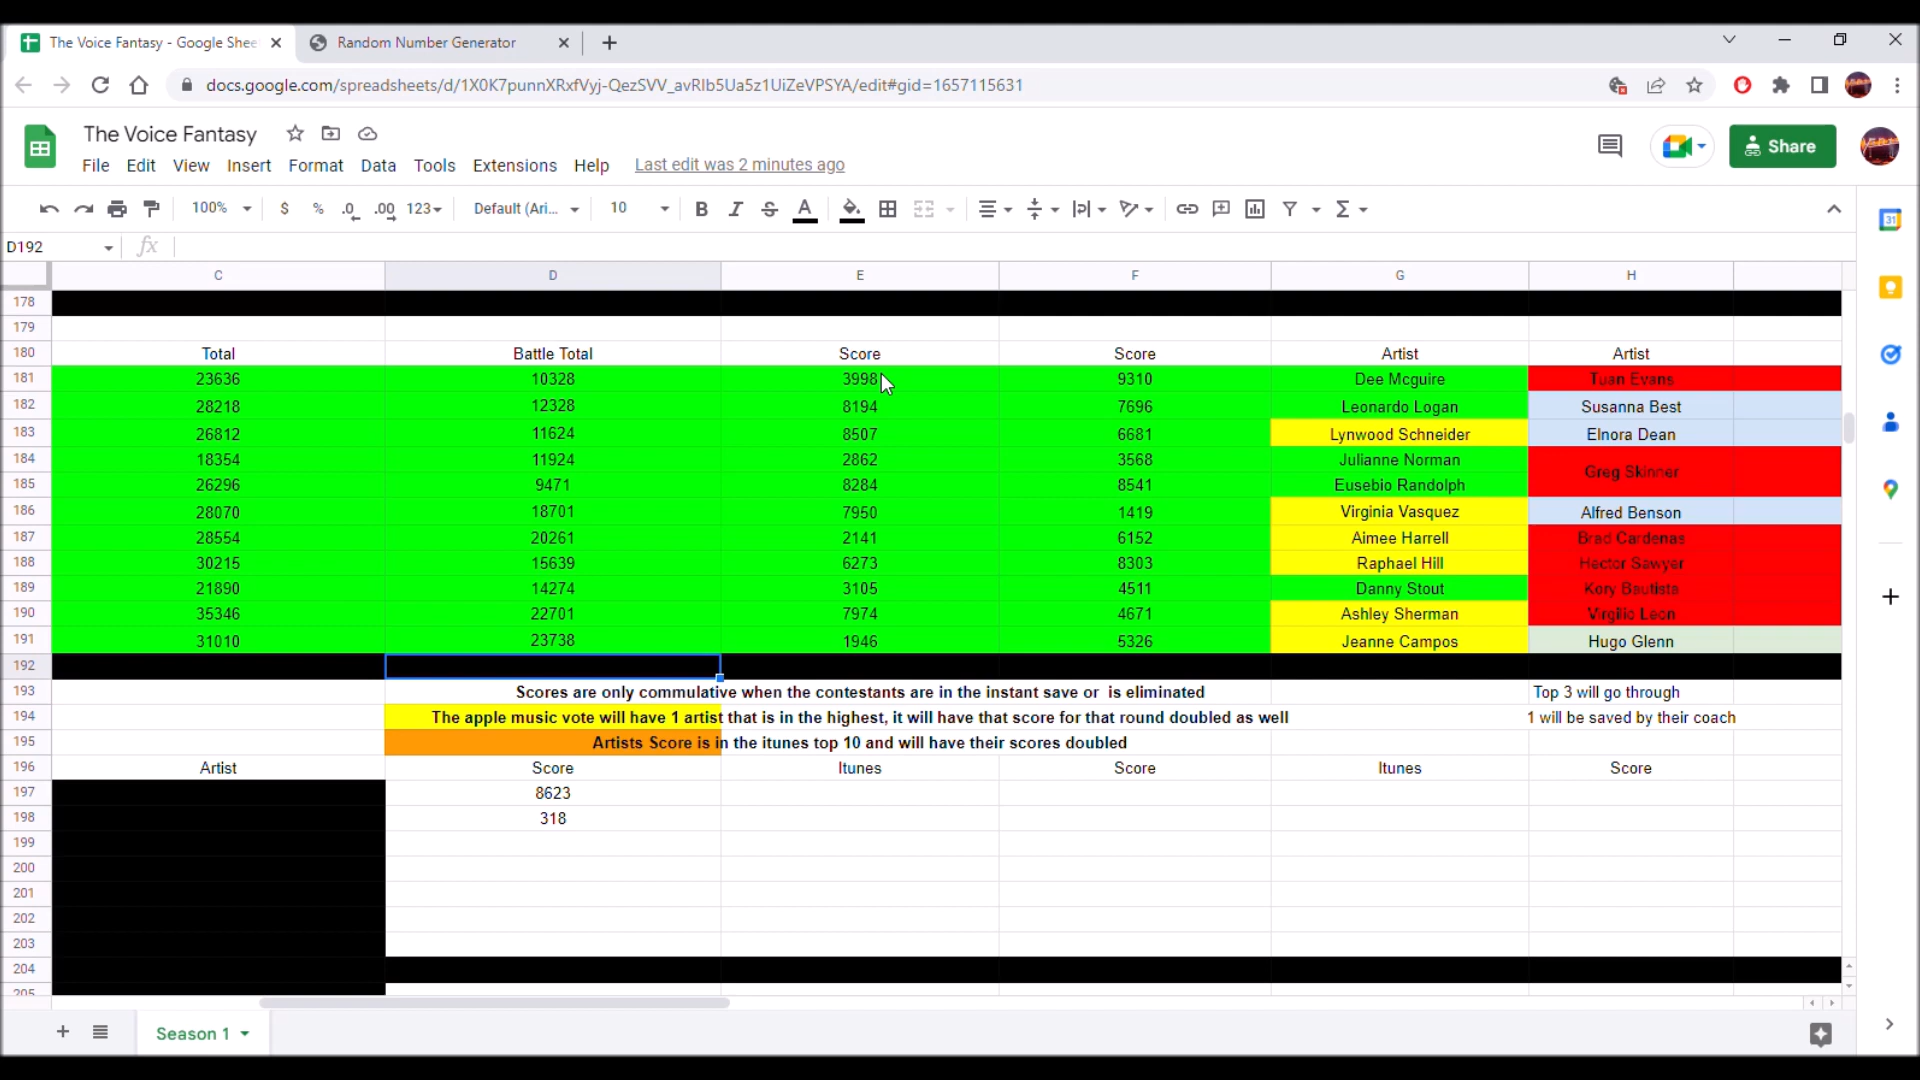 The Voice Fantasy - Google Shee
Random Number Generator
docs.google.com/spreadsheets/d/1X0K7punnXRxfVyj-QezSVV_avRIb5Ua5z1UiZeVPSYA/edit#gid=1657115631
The Voice Fantasy
File Edit View Insert Format Data Tools Extensions Help Last edit was 2 minutes ago
Share
100% $ % .0 .00 123 Default (Ari... 10 B I S A
D192 fx
C D E F G H
178
179
180 Total Battle Total Score Score Artist Artist
181 23636 10328 3998 9310 Dee Mcguire Tuan Evans
182 28218 12328 8194 7696 Leonardo Logan Susanna Best
183 26812 11624 8507 6681 Lynwood Schneider Elnora Dean
184 18354 11924 2862 3568 Julianne Norman
Greg Skinner
185 26296 9471 8284 8541 Eusebio Randolph
186 28070 18701 7950 1419 Virginia Vasquez Alfred Benson
187 28554 20261 2141 6152 Aimee Harrell Brad Cardenas
188 30215 15639 6273 8303 Raphael Hill Hector Sawyer
189 21890 14274 3105 4511 Danny Stout Kory Bautista
190 35346 22701 7974 4671 Ashley Sherman Virgilio Leon
191 31010 23738 1946 5326 Jeanne Campos Hugo Glenn
192
193 Scores are only commulative when the contestants are in the instant save or is eliminated Top 3 will go through
194 The apple music vote will have 1 artist that is in the highest, it will have that score for that round doubled as well 1 will be saved by their coach
195 Artists Score is in the itunes top 10 and will have their scores doubled
196 Artist Score Itunes Score Itunes Score
197 8623
198 318
199
200
201
202
203
204
205
Season 1